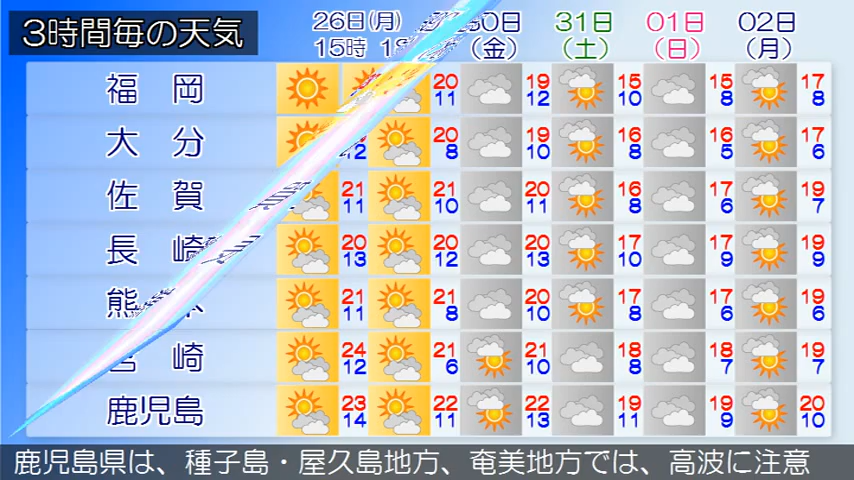 3時間毎の天気
26日(月) 30日 31日 01日 02日
15時 (金) (土) (日) (月)
福岡 20 19 15 15 17
11 12 10 8 8
大分 20 19 16 16 17
12 8 10 8 5 6
佐賀 21 21 20 16 17 19
11 10 11 8 6 7
長崎 20 20 20 17 17 19
13 12 13 10 9 9
熊本 21 21 20 17 17 19
11 8 10 8 6 6
宮崎 24 21 21 18 18 19
12 6 10 8 7 7
鹿児島 23 22 22 19 19 20
14 11 13 11 9 10
鹿児島県は、種子島・屋久島地方、奄美地方では、高波に注意